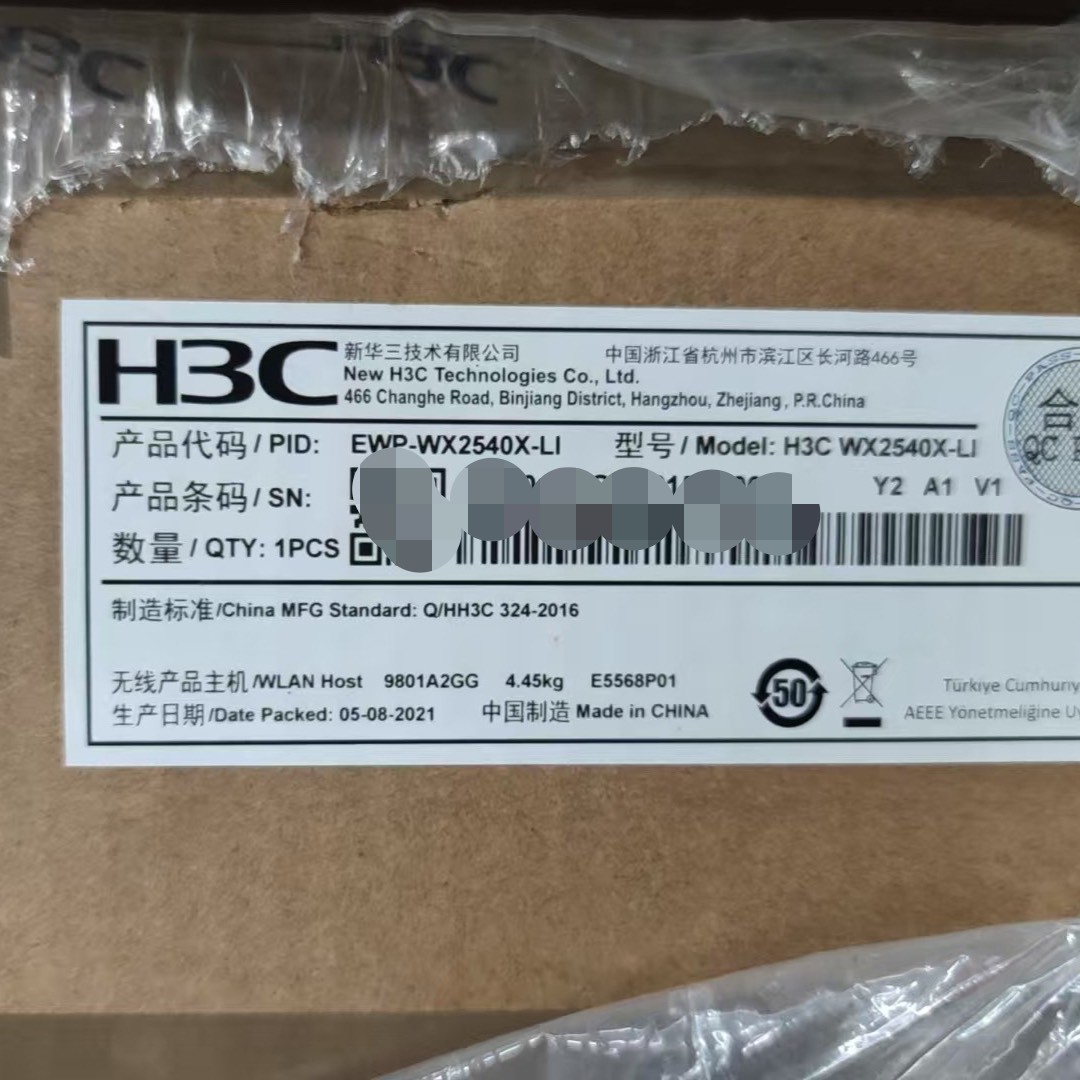 H3C
新华三技术有限公司 中国浙江省杭州市滨江区长河路466号
New H3C Technologies Co., Ltd.
466 Changhe Road, Binjiang District, Hangzhou, Zhejiang, P.R.China
合
QC
产品代码 / PID: EWP-WX2540X-LI 型号 / Model: H3C WX2540X-LI
产品条码 / SN: Y2 A1 V1
数量 / QTY: 1PCS
制造标准/China MFG Standard: Q/HH3C 324-2016
无线产品主机/WLAN Host 9801A2GG 4.45kg E5568P01
生产日期/Date Packed: 05-08-2021 中国制造 Made in CHINA
50
Türkiye
AEEE Yönetmeliğine